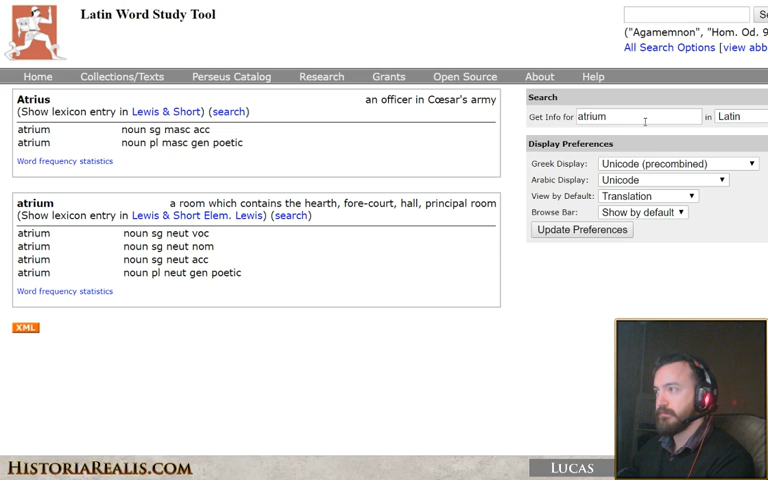 Latin Word Study Tool
Se
("Agamemnon", "Hom. Od. 9
All Search Options [view abb
Home Collections/Texts Perseus Catalog Research Grants Open Source About Help
Atrius an officer in Cœsar's army
(Show lexicon entry in Lewis & Short) (search)
atrium noun sg masc acc
atrium noun pl masc gen poetic
Word frequency statistics
atrium a room which contains the hearth, fore-court, hall, principal room
(Show lexicon entry in Lewis & Short Elem. Lewis) (search)
atrium noun sg neut voc
atrium noun sg neut nom
atrium noun sg neut acc
atrium noun pl neut gen poetic
Word frequency statistics
XML
Search
Get Info for atrium in Latin
Display Preferences
Greek Display: Unicode (precombined)
Arabic Display: Unicode
View by Default: Translation
Browse Bar: Show by default
Update Preferences
HISTORIAREALIS.COM
LUCAS